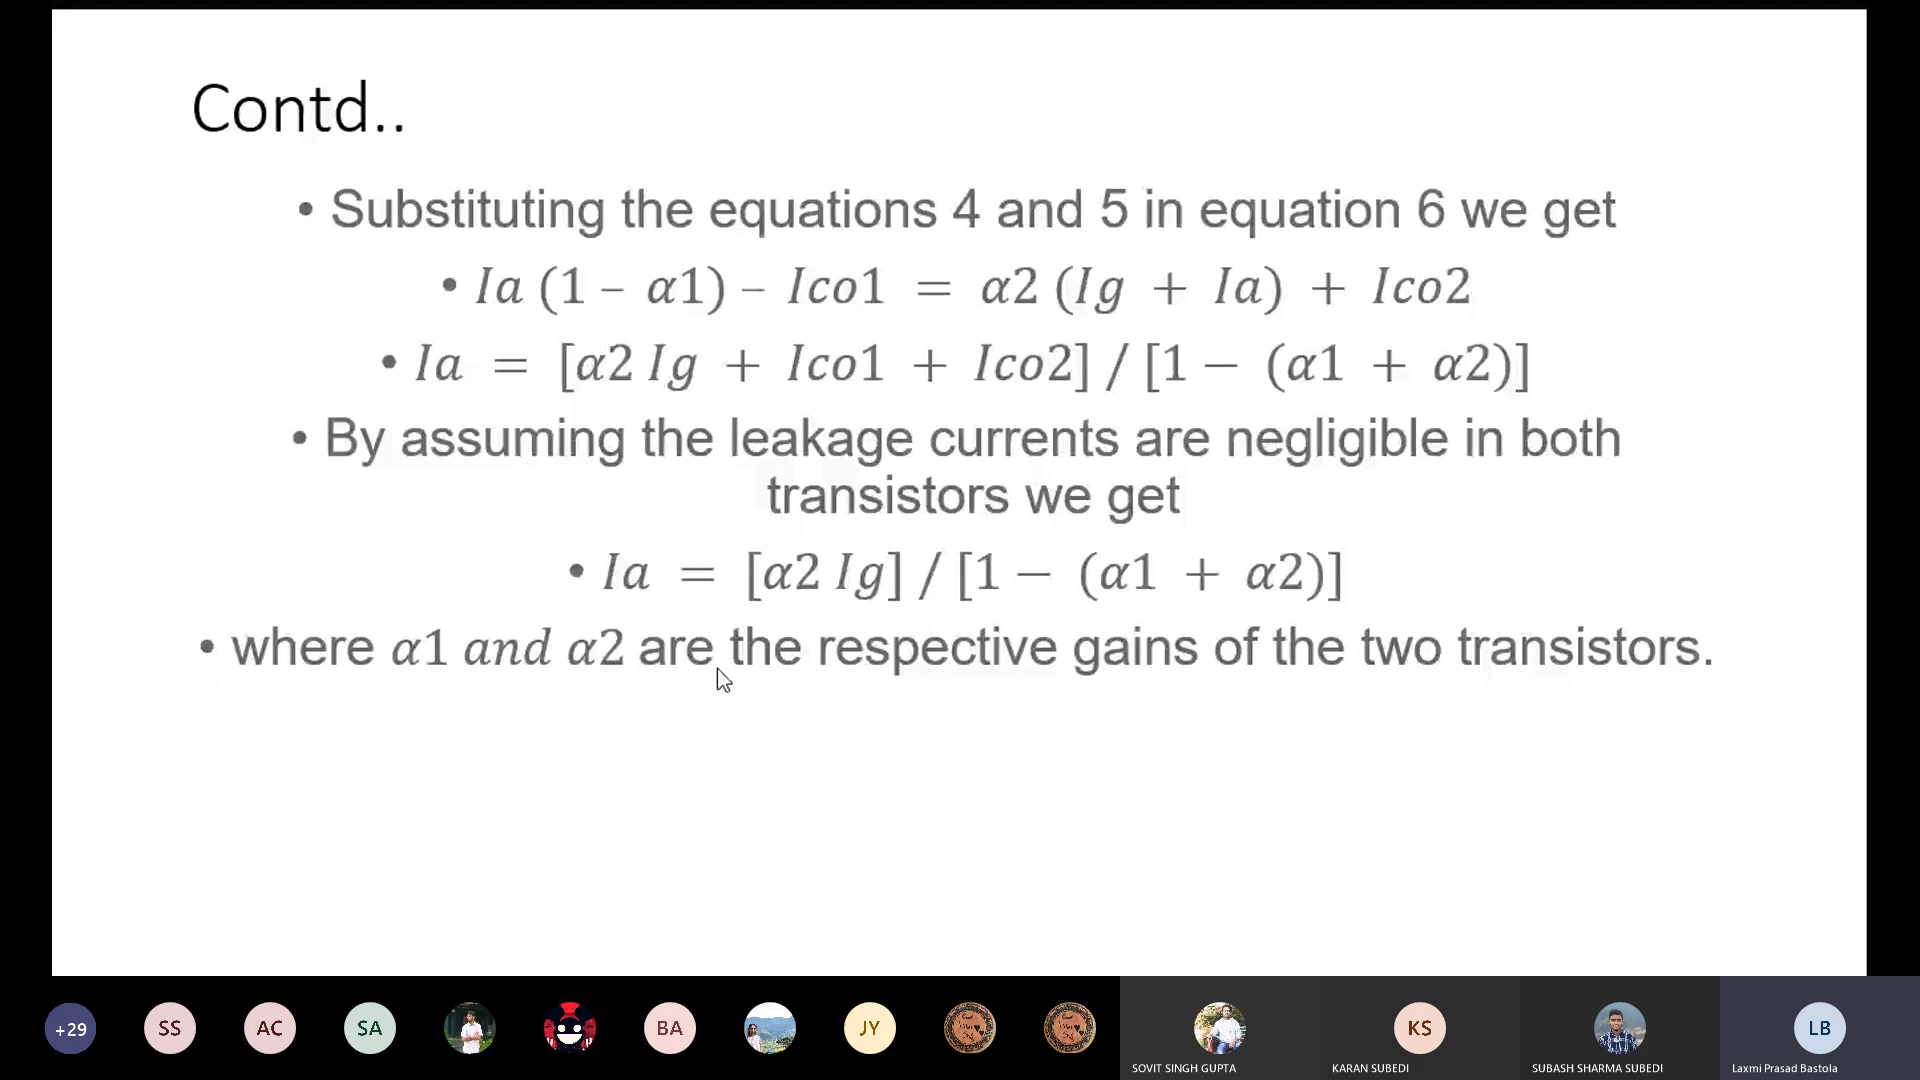 Contd..
• Substituting the equations 4 and 5 in equation 6 we get
• Ia (1 – α1) – Ico1 = α2 (Ig + Ia) + Ico2
• Ia = [α2 Ig + Ico1 + Ico2] / [1 − (α1 + α2)]
• By assuming the leakage currents are negligible in both
transistors we get
• Ia = [α2 Ig] / [1 − (α1 + α2)]
• where α1 and α2 are the respective gains of the two transistors.
+29
SS
AC
SA
BA
JY
KS
LB
SOVIT SINGH GUPTA
KARAN SUBEDI
SUBASH SHARMA SUBEDI
Laxmi Prasad Bastola